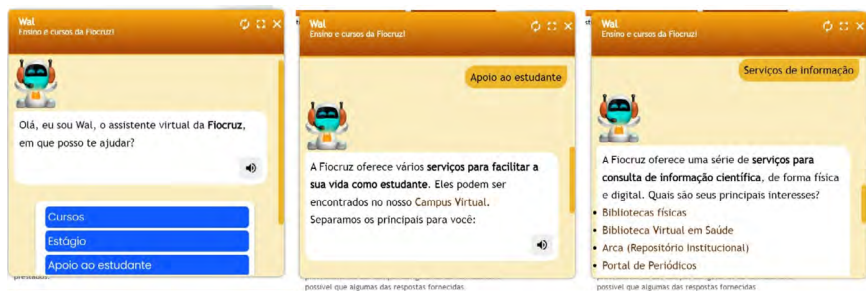 Wal
Ensino e cursos da Fiocruz!
Olá, eu sou Wal, o assistente virtual da Fiocruz,
em que posso te ajudar?
Cursos
Estágio
Apoio ao estudante
prestados.
Wal
Ensino e cursos da Fiocruz!
Apoio ao estudante
A Fiocruz oferece vários serviços para facilitar a
sua vida como estudante. Eles podem ser
encontrados no nosso Campus Virtual.
Separamos os principais para você:
possível que algumas das respostas fornecidas
Wal
Ensino e cursos da Fiocruz!
Serviços de informação
A Fiocruz oferece uma série de serviços para
consulta de informação científica, de forma física
e digital. Quais são seus principais interesses?
• Bibliotecas físicas
• Biblioteca Virtual em Saúde
• Arca (Repositório Institucional)
• Portal de Periódicos
possível que algumas das respostas fornecidas